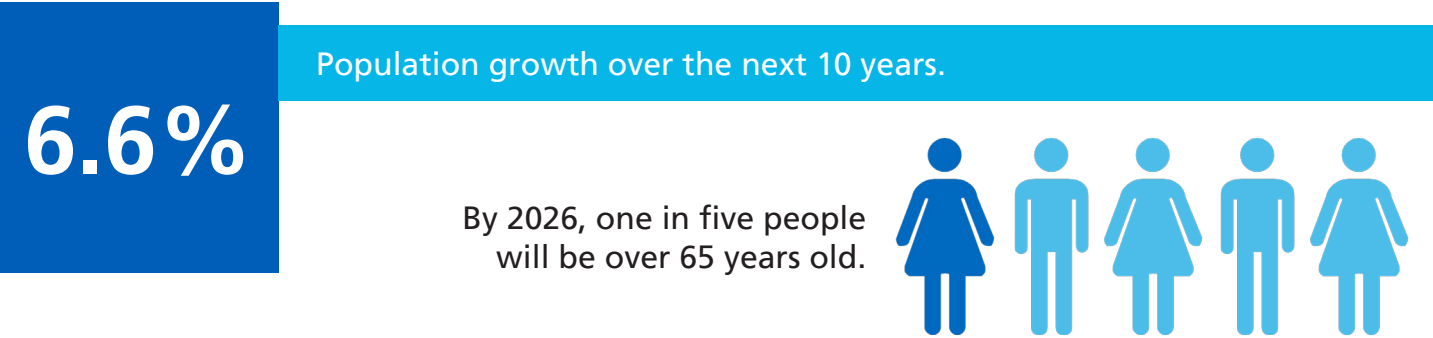 6.6%
Population growth over the next 10 years.
By 2026, one in five people
will be over 65 years old.